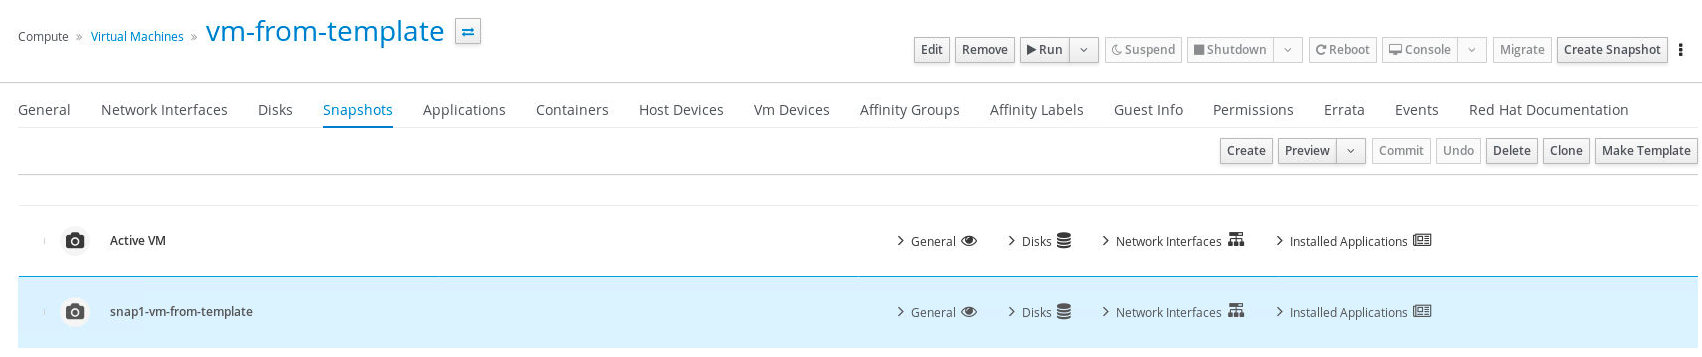 Compute » Virtual Machines » vm-from-template
Edit Remove Run Suspend Shutdown Reboot Console Migrate Create Snapshot
General Network Interfaces Disks Snapshots Applications Containers Host Devices Vm Devices Affinity Groups Affinity Labels Guest Info Permissions Errata Events Red Hat Documentation
Create Preview Commit Undo Delete Clone Make Template
Active VM General Disks Network Interfaces Installed Applications
snap1-vm-from-template General Disks Network Interfaces Installed Applications